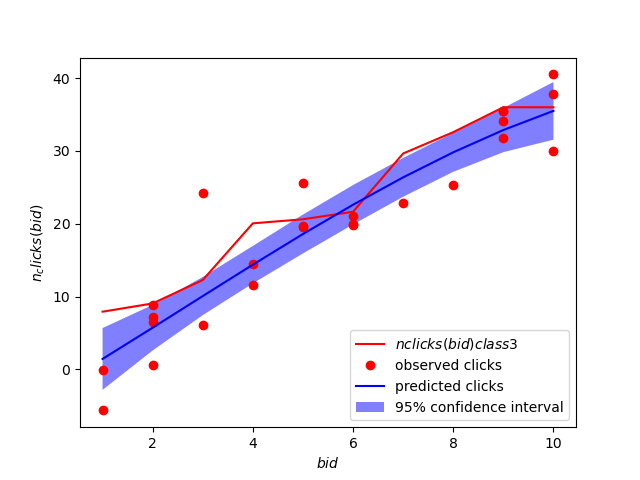 40
30
20
10
0
n_clicks(bid)
nclicks(bid)class3
observed clicks
predicted clicks
95% confidence interval
2 4 6 8 10
bid